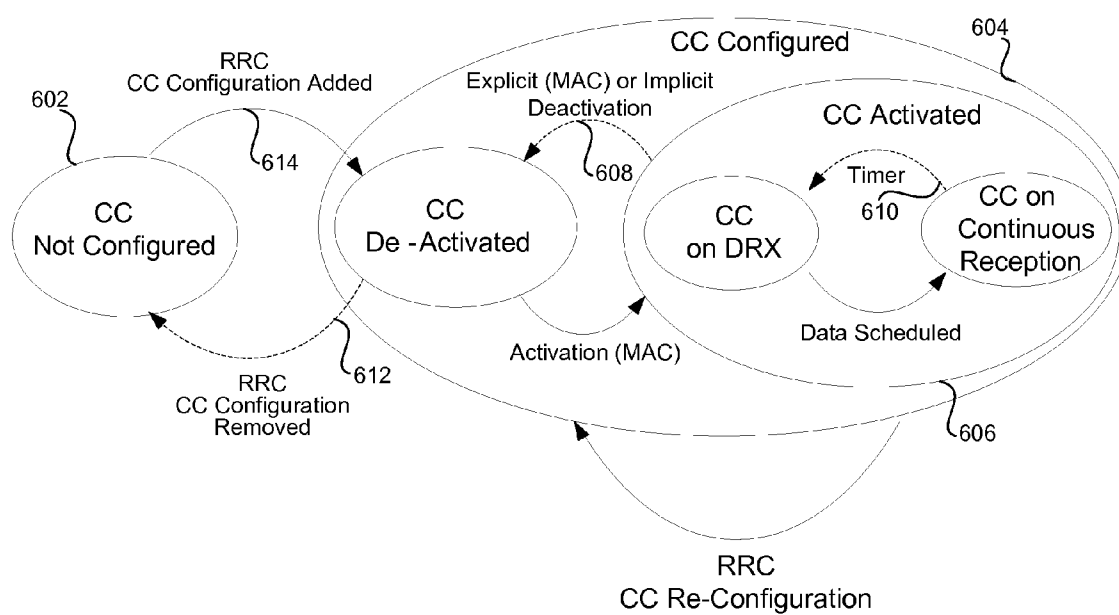 604
CC Configured
RRC
CC Configuration Added
602
614
Explicit (MAC) or Implicit
Deactivation
608
CC Activated
Timer
610
CC
Not Configured
CC
De -Activated
CC
on DRX
CC on
Continuous
Reception
Data Scheduled
Activation (MAC)
612
RRC
CC Configuration
Removed
606
RRC
CC Re-Configuration